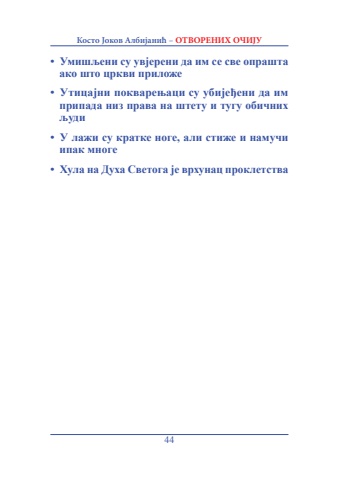 Косто Јоков Албијанић – ОТВОРЕНИХ ОЧИЈУ
• Умишљени су увјерени да им се све опрашта
ако што цркви приложе
• Утицајни покварењаци су убијеђени да им
припада низ права на штету и тугу обичних
људи
• У лажи су кратке ноге, али стиже и намучи
ипак многе
• Хула на Духа Светога је врхунац проклетства
44